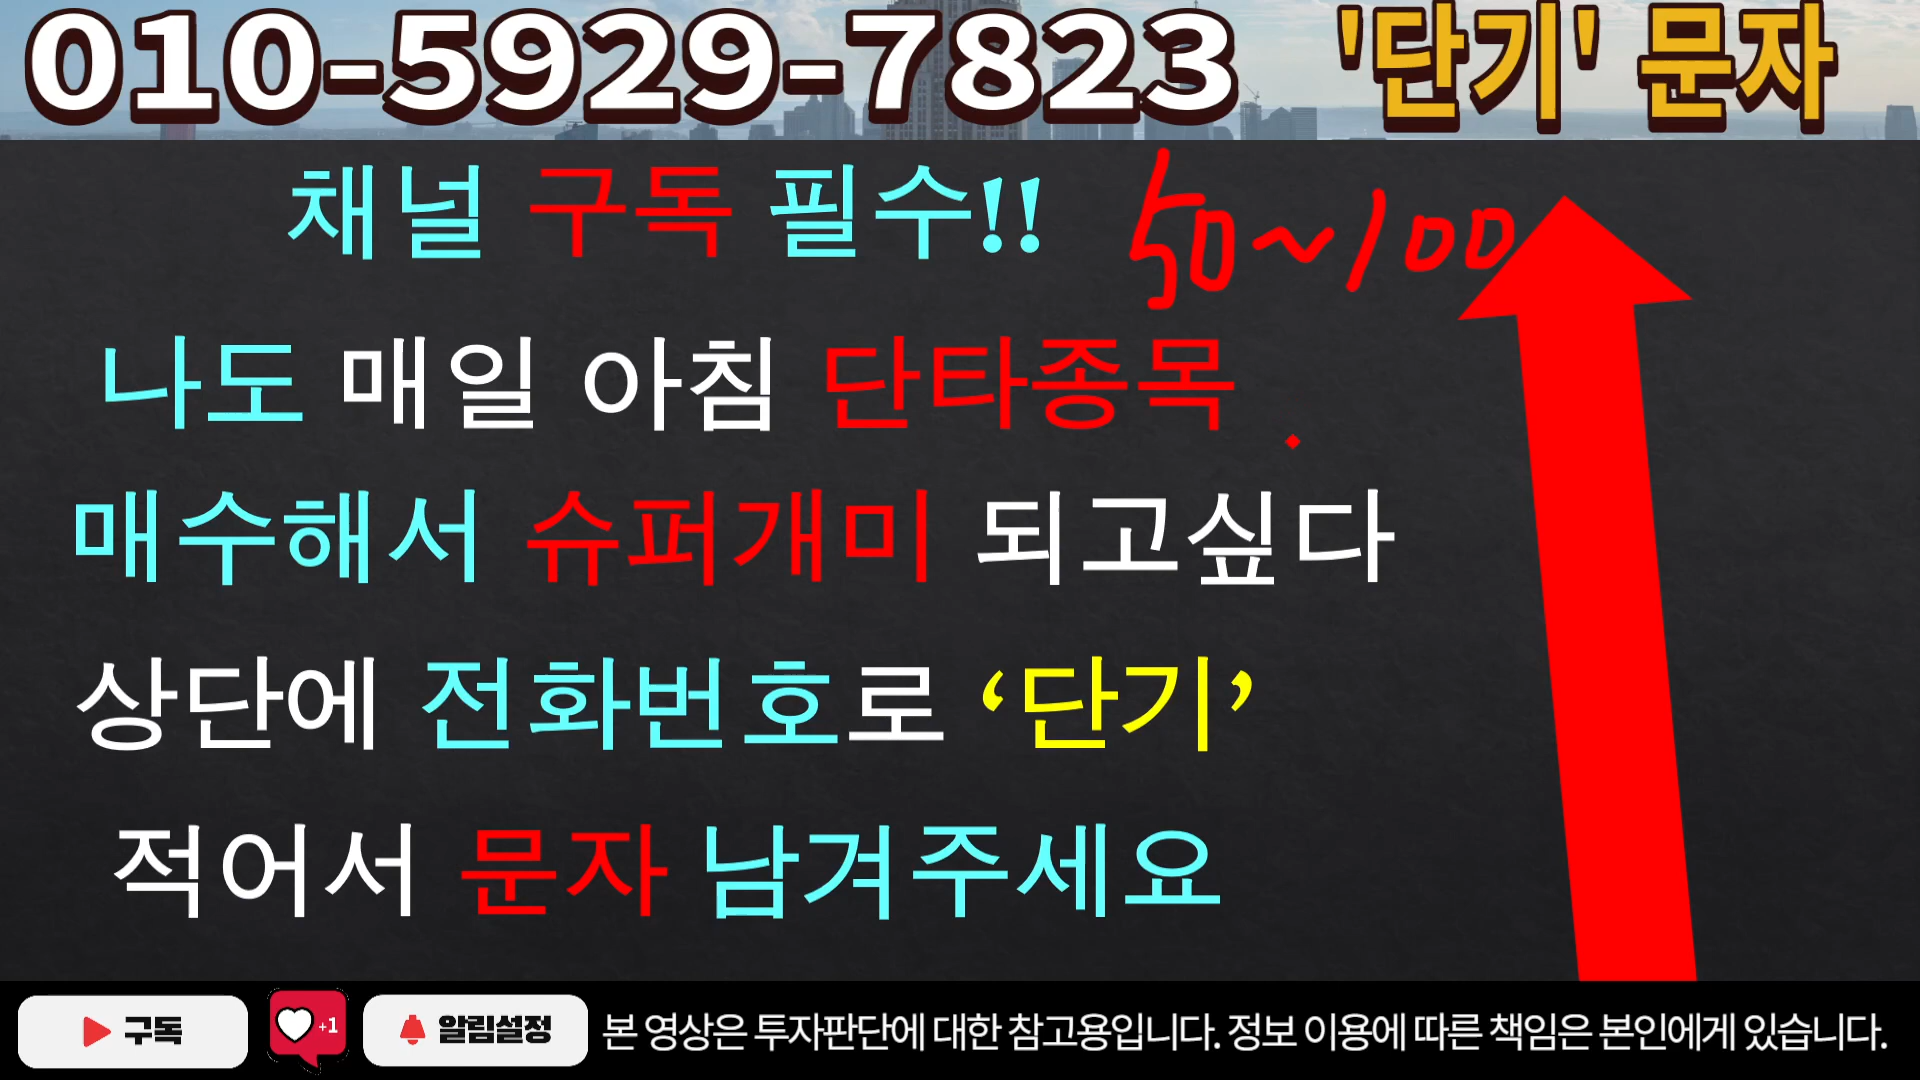 010-5929-7823 '단기' 문자
채널 구독 필수!! 50~100
나도 매일 아침 단타종목
매수해서 슈퍼개미 되고싶다
상단에 전화번호로 ‘단기’
적어서 문자 남겨주세요
구독 +1 알림설정 본 영상은 투자판단에 대한 참고용입니다. 정보 이용에 따른 책임은 본인에게 있습니다.